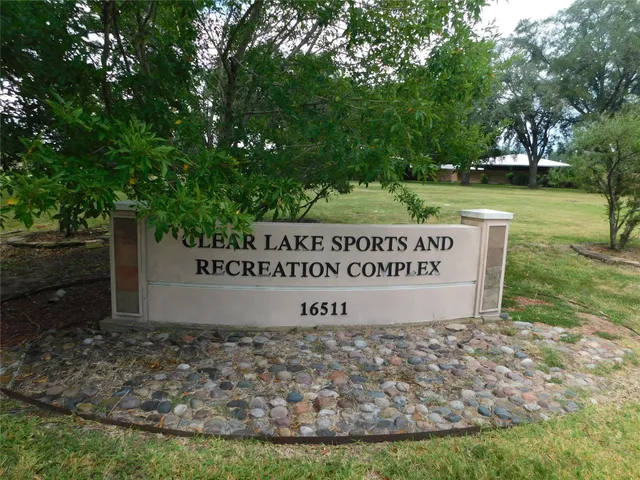 CLEAR LAKE SPORTS AND
RECREATION COMPLEX
16511